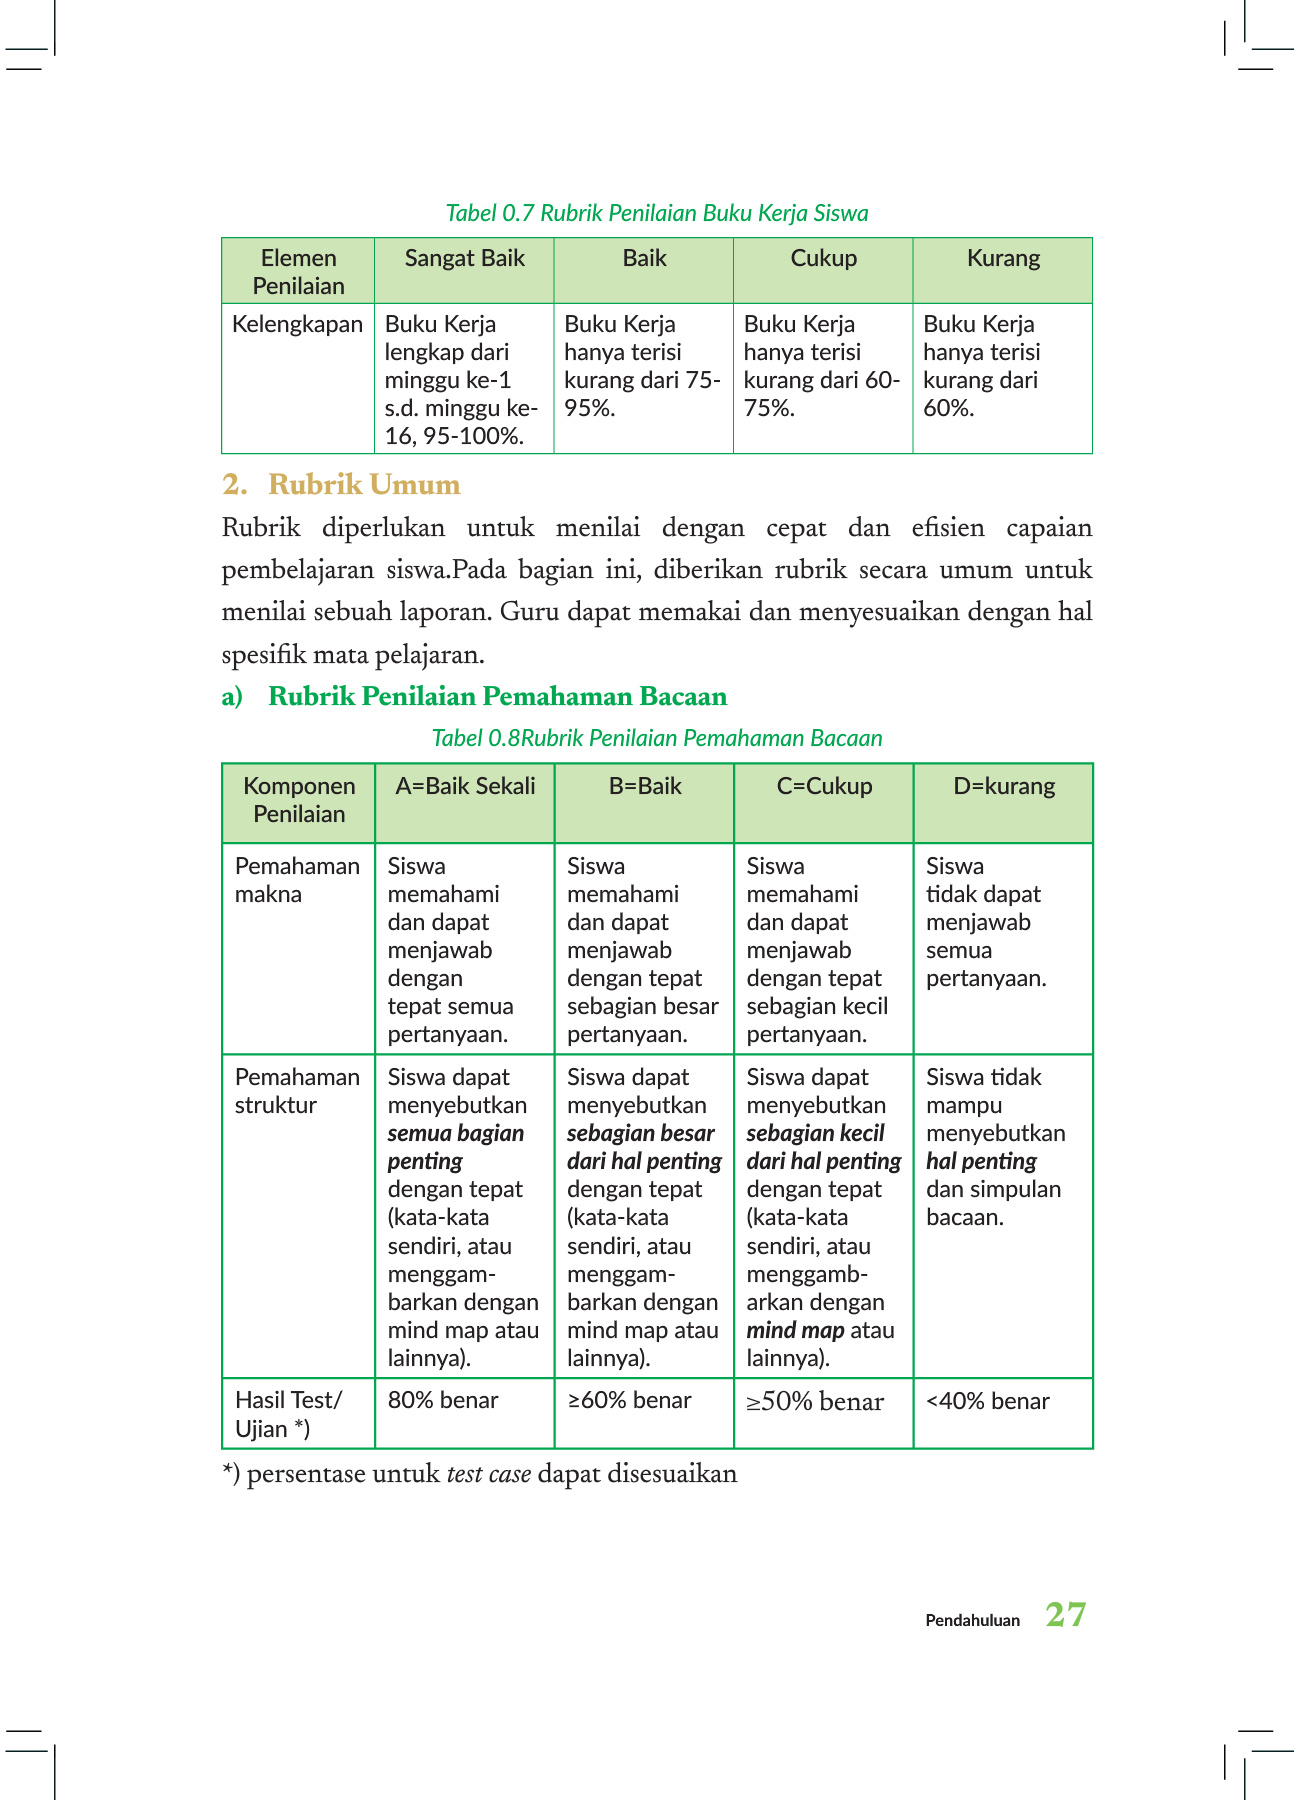 Tabel 0.7 Rubrik Penilaian Buku Kerja Siswa
Elemen
Penilaian
Sangat Baik
Baik
Cukup
Kurang
Kelengkapan
Buku Kerja
lengkap dari
minggu ke-1
s.d. minggu ke-
16, 95-100%.
Buku Kerja
hanya terisi
kurang dari 75-
95%.
Buku Kerja
hanya terisi
kurang dari 60-
75%.
Buku Kerja
hanya terisi
kurang dari
60%.
2. Rubrik Umum
Rubrik diperlukan untuk menilai dengan cepat dan efisien capaian
pembelajaran siswa.Pada bagian ini, diberikan rubrik secara umum untuk
menilai sebuah laporan. Guru dapat memakai dan menyesuaikan dengan hal
spesifik mata pelajaran.
a) Rubrik Penilaian Pemahaman Bacaan
Tabel 0.8Rubrik Penilaian Pemahaman Bacaan
Komponen
Penilaian
A=Baik Sekali
B=Baik
C=Cukup
D=kurang
Pemahaman
makna
Siswa
memahami
dan dapat
menjawab
dengan
tepat semua
pertanyaan.
Siswa
memahami
dan dapat
menjawab
dengan tepat
sebagian besar
pertanyaan.
Siswa
memahami
dan dapat
menjawab
dengan tepat
sebagian kecil
pertanyaan.
Siswa
tidak dapat
menjawab
semua
pertanyaan.
Pemahaman
struktur
Siswa dapat
menyebutkan
semua bagian
penting
dengan tepat
(kata-kata
sendiri, atau
menggam-
barkan dengan
mind map atau
lainnya).
Siswa dapat
menyebutkan
sebagian besar
dari hal penting
dengan tepat
(kata-kata
sendiri, atau
menggam-
barkan dengan
mind map atau
lainnya).
Siswa dapat
menyebutkan
sebagian kecil
dari hal penting
dengan tepat
(kata-kata
sendiri, atau
menggamb-
arkan dengan
mind map atau
lainnya).
Siswa tidak
mampu
menyebutkan
hal penting
dan simpulan
bacaan.
Hasil Test/
Ujian *)
80% benar
≥60% benar
≥50% benar
<40% benar
*) persentase untuk test case dapat disesuaikan
Pendahuluan 27